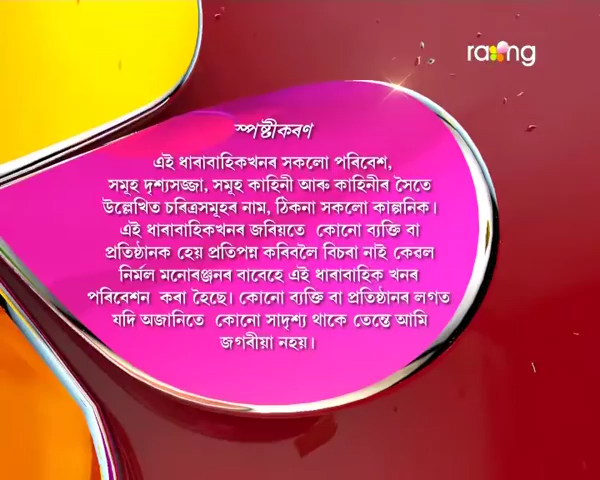 rang
স্পষ্টীকৰণ
এই ধাৰাবাহিকখনৰ সকলো পৰিবেশ,
সমূহ দৃশ্যসজ্জা, সমূহ কাহিনী আৰু কাহিনীৰ সৈতে
উল্লেখিত চৰিত্ৰসমূহৰ নাম, ঠিকনা সকলো কাল্পনিক।
এই ধাৰাবাহিকখনৰ জৰিয়তে কোনো ব্যক্তি বা
প্ৰতিষ্ঠানক হেয় প্ৰতিপন্ন কৰিবলৈ বিচৰা নাই কেৱল
নিৰ্মল মনোৰঞ্জনৰ বাবেহে এই ধাৰাবাহিক খনৰ
পৰিবেশন কৰা হৈছে। কোনো ব্যক্তি বা প্ৰতিষ্ঠানৰ লগত
যদি অজানিতে কোনো সাদৃশ্য থাকে তেন্তে আমি
জগৰীয়া নহয়।